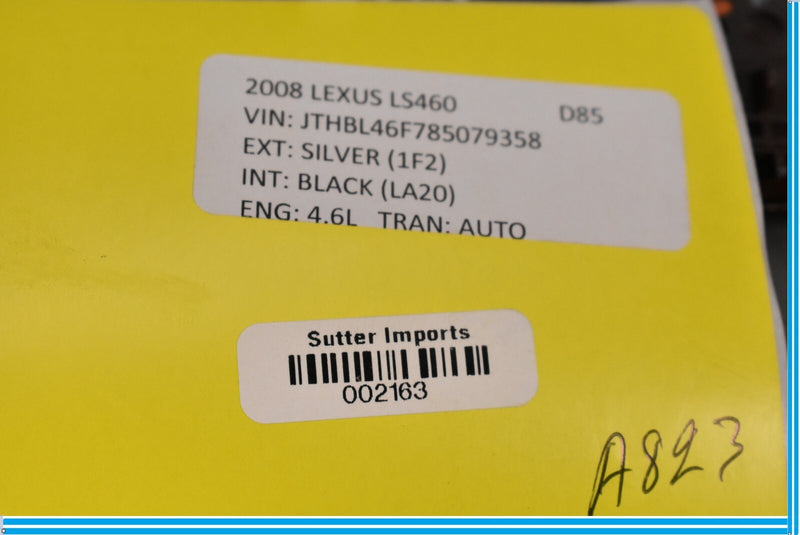 2008 LEXUS LS460 D85
VIN: JTHBL46F785079358
EXT: SILVER (1F2)
INT: BLACK (LA20)
ENG: 4.6L TRAN: AUTO
Sutter Imports
002163
A823